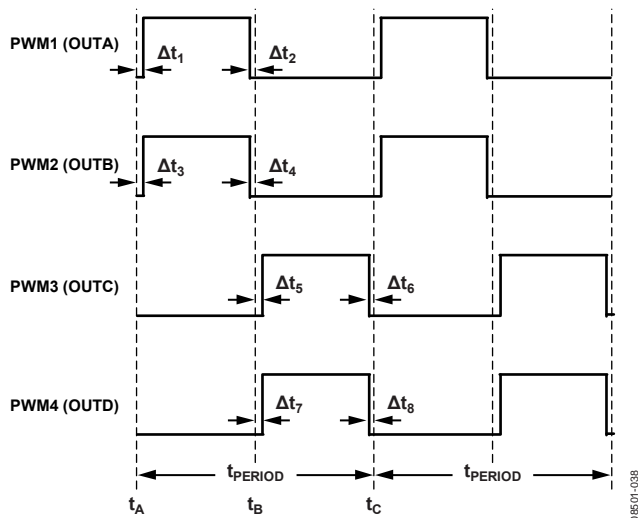 PWM1 (OUTA)
Δt1
Δt2
PWM2 (OUTB)
Δt3
Δt4
PWM3 (OUTC)
Δt5
Δt6
PWM4 (OUTD)
Δt7
Δt8
tPERIOD
tPERIOD
tA
tB
tC
08501-038